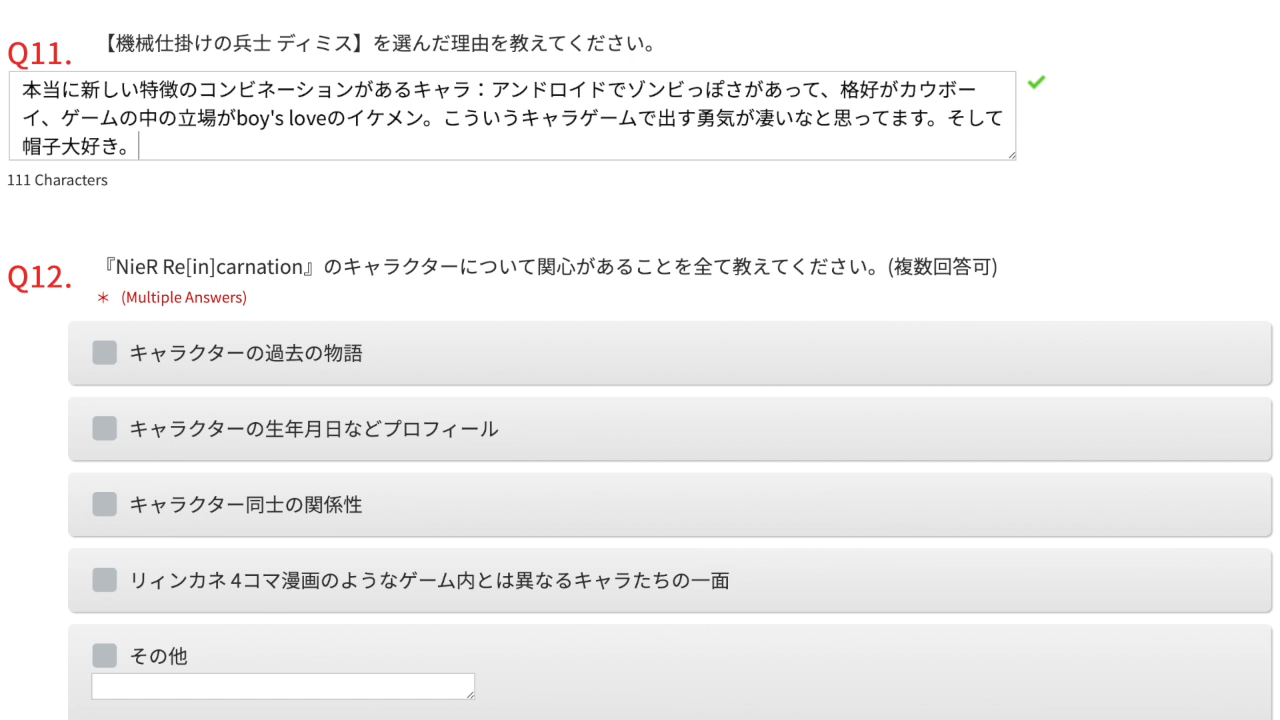 Q11. 【機械仕掛けの兵士 ディミス】を選んだ理由を教えてください。
本当に新しい特徴のコンビネーションがあるキャラ：アンドロイドでゾンビっぽさがあって、格好がカウボー
イ、ゲームの中の立場がboy's loveのイケメン。こういうキャラゲームで出す勇気が凄いなと思ってます。そして
帽子大好き。
111 Characters
Q12. 『NieR Re[in]carnation』のキャラクターについて関心があることを全て教えてください。(複数回答可)
＊ (Multiple Answers)
キャラクターの過去の物語
キャラクターの生年月日などプロフィール
キャラクター同士の関係性
リィンカネ 4コマ漫画のようなゲーム内とは異なるキャラたちの一面
その他